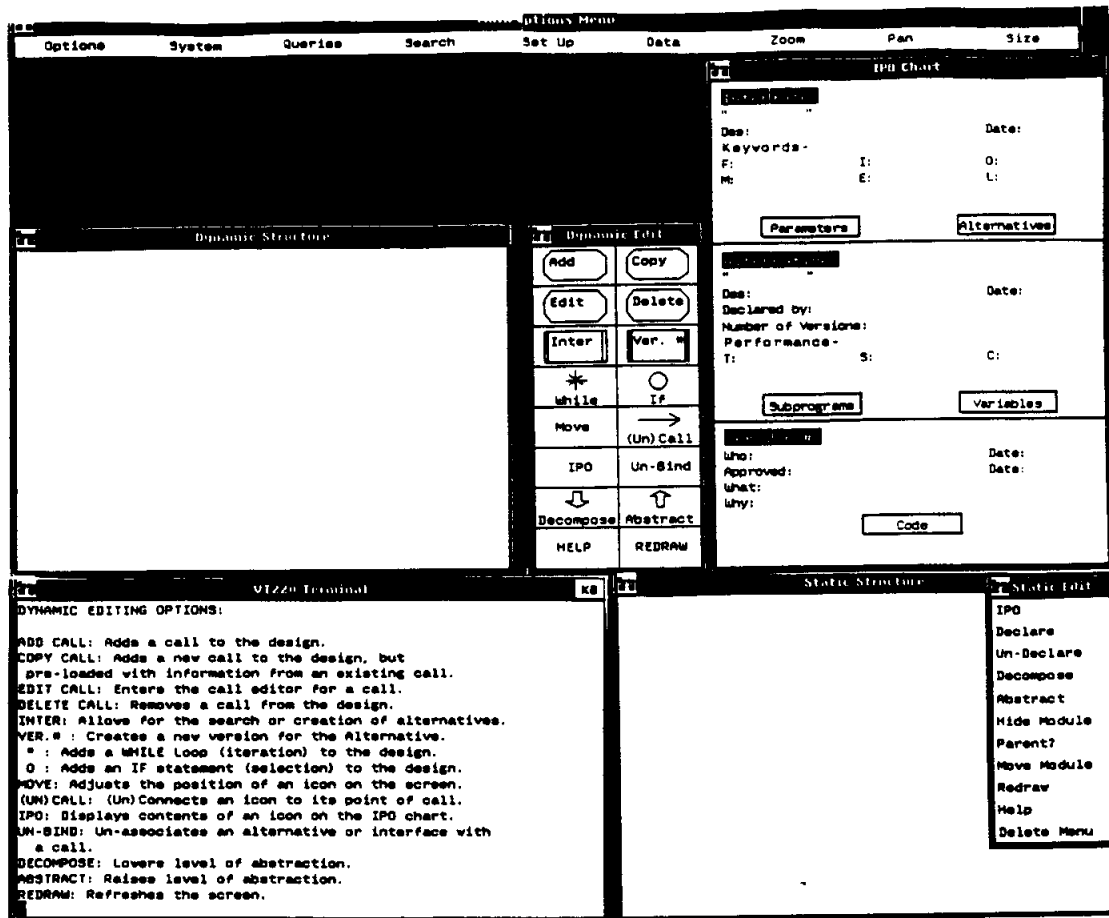 ptions Menu
Options System Queries Search Set Up Data Zoom Pan Size
IPO Chart
" "
Des: Date:
Keywords-
F: I: O:
M: E: L:
Parameters Alternatives
" "
Des: Date:
Declared by:
Number of Versions:
Performance-
T: S: C:
Subprograms Variables
Who: Date:
Approved: Date:
What:
Why:
Code
Dynamic Structure
Dynamic Edit
Add Copy
Edit Delete
Inter Ver. #
While If
Move (Un)Call
IPO Un-Bind
Decompose Abstract
HELP REDRAW
VT220 Terminal KB
DYNAMIC EDITING OPTIONS:
ADD CALL: Adds a call to the design.
COPY CALL: Adds a new call to the design, but
pre-loaded with information from an existing call.
EDIT CALL: Enters the call editor for a call.
DELETE CALL: Removes a call from the design.
INTER: Allows for the search or creation of alternatives.
VER.# : Creates a new version for the Alternative.
* : Adds a WHILE Loop (iteration) to the design.
O : Adds an IF statement (selection) to the design.
MOVE: Adjusts the position of an icon on the screen.
(UN)CALL: (Un)Connects an icon to its point of call.
IPO: Displays contents of an icon on the IPO chart.
UN-BIND: Un-associates an alternative or interface with
a call.
DECOMPOSE: Lowers level of abstraction.
ABSTRACT: Raises level of abstraction.
REDRAW: Refreshes the screen.
Static Structure
Static Edit
IPO
Declare
Un-Declare
Decompose
Abstract
Hide Module
Parent?
Move Module
Redraw
Help
Delete Menu